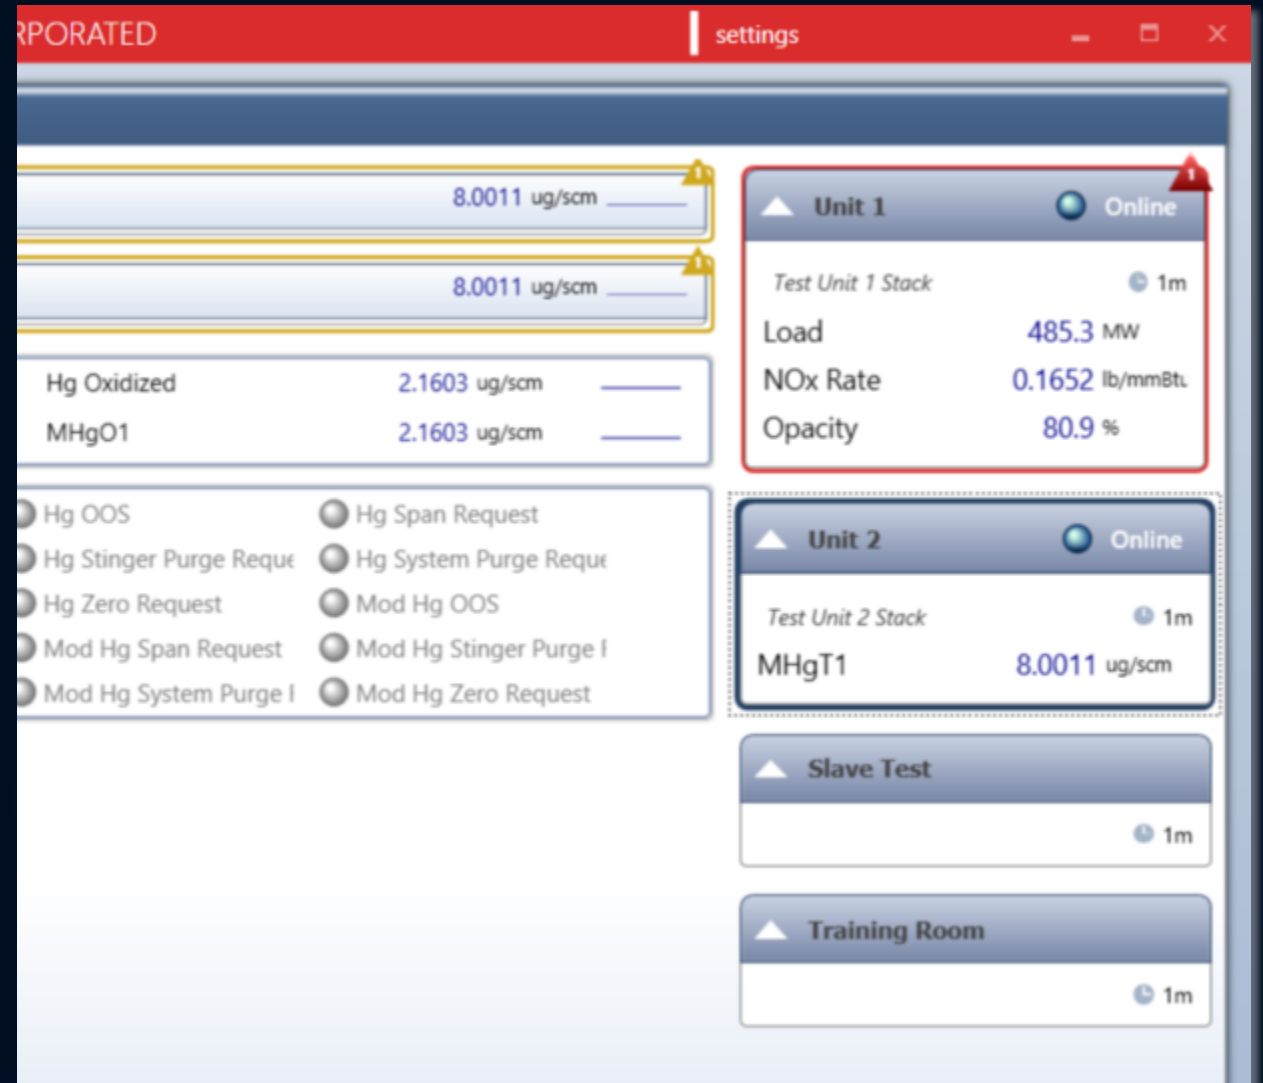 RPORATED
settings
8.0011 ug/scm
1
8.0011 ug/scm
1
Hg Oxidized 2.1603 ug/scm
MHgO1 2.1603 ug/scm
Hg OOS Hg Span Request
Hg Stinger Purge Reque Hg System Purge Reque
Hg Zero Request Mod Hg OOS
Mod Hg Span Request Mod Hg Stinger Purge
Mod Hg System Purge Mod Hg Zero Request
1
Unit 1 Online
Test Unit 1 Stack 1m
Load 485.3 MW
NOx Rate 0.1652 lb/mmBtu
Opacity 80.9 %
Unit 2 Online
Test Unit 2 Stack 1m
MHgT1 8.0011 ug/scm
Slave Test
1m
Training Room
1m